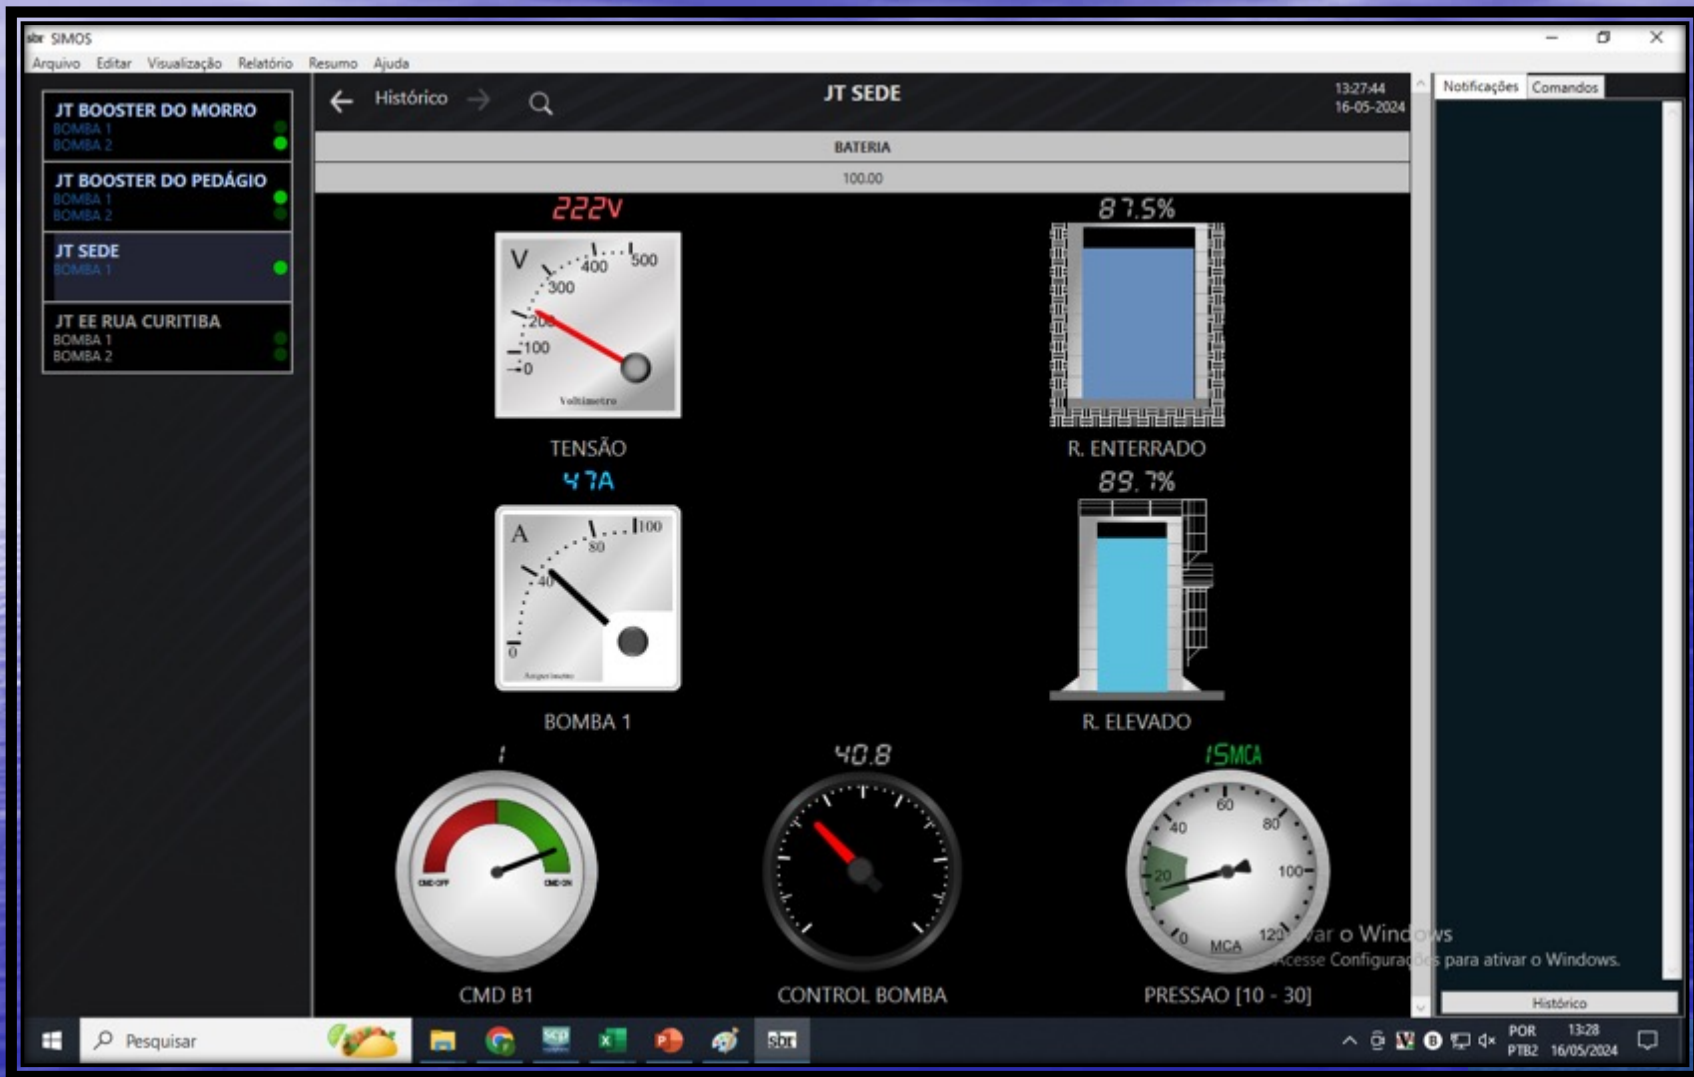 sbr SIMOS
Arquivo Editar Visualização Relatório Resumo Ajuda
JT BOOSTER DO MORRO
BOMBA 1
BOMBA 2
JT BOOSTER DO PEDÁGIO
BOMBA 1
BOMBA 2
JT SEDE
BOMBA 1
JT EE RUA CURITIBA
BOMBA 1
BOMBA 2
Histórico
JT SEDE
13:27:44
16-05-2024
BATERIA
100.00
222V
V
0
100
200
300
400
500
Voltimetro
TENSÃO
87.5%
R. ENTERRADO
47A
A
0
40
80
100
Amperimetro
BOMBA 1
89.7%
R. ELEVADO
1
CMD OFF
CMD ON
CMD B1
40.8
CONTROL BOMBA
15MCA
0
20
40
60
80
100
120
MCA
PRESSAO [10 - 30]
Notificações Comandos
var o Windows
Acesse Configurações para ativar o Windows.
Histórico
Pesquisar
scp
sbr
POR
PTB2
13:28
16/05/2024